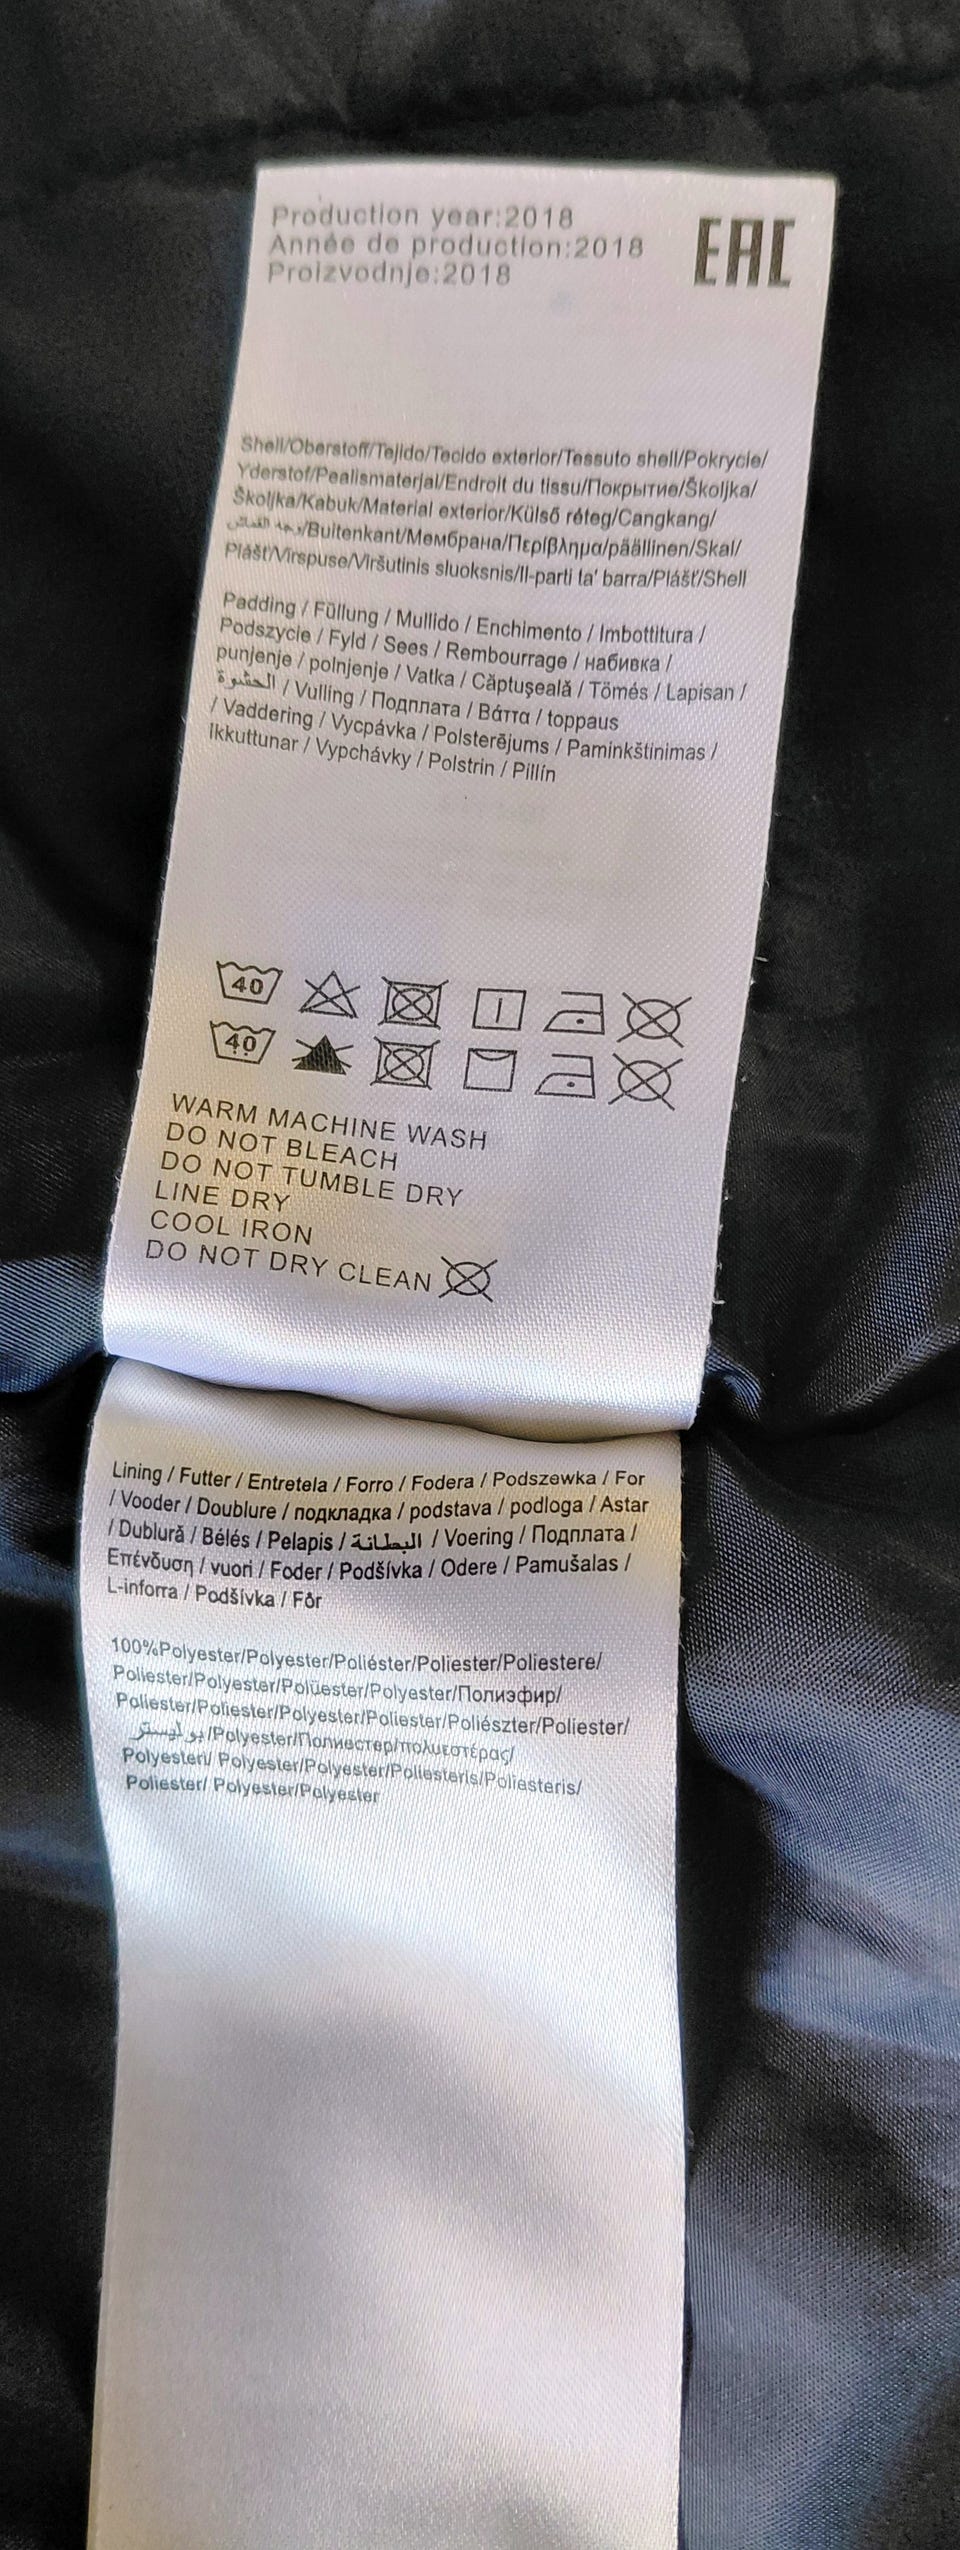 Production year:2018
EAC
Année de production:2018
Proizvodnje:2018
Shell/Oberstoff/Tejido/Tecido exterior/Tessuto shell/Pokrycie/
Yderstof/Pealismaterjal/Endroit du tissu/Покрытие/Školjka/
Školjka/Kabuk/Material exterior/Külső réteg/Cangkang/
وجه القماش/Buitenkant/Мембрана/Περίβλημα/päällinen/Skal/
Plášť/Virspuse/Viršutinis sluoksnis/Il-parti ta' barra/Plášť/Shell
Padding / Füllung / Mullido / Enchimento / Imbottitura /
Podszycie / Fyld / Sees / Rembourrage / набивка /
punjenje / polnjenje / Vatka / Căptuşeală / Tömés / Lapisan /
الحشوة / Vulling / Подплата / Βάττα / toppaus
/ Vaddering / Vycpávka / Polsterējums / Paminkštinimas /
Ikkuttunar / Vypchávky / Polstrin / Pillín
40
40
WARM MACHINE WASH
DO NOT BLEACH
DO NOT TUMBLE DRY
LINE DRY
COOL IRON
DO NOT DRY CLEAN
Lining / Futter / Entretela / Forro / Fodera / Podszewka / For
/ Vooder / Doublure / подкладка / podstava / podloga / Astar
/ Dublură / Bélés / Pelapis / البطانة / Voering / Подплата /
Επένδυση / vuori / Foder / Podšívka / Odere / Pamušalas /
L-inforra / Podšívka / Fôr
100%Polyester/Polyester/Poliéster/Poliester/Poliestere/
Poliester/Polyester/Polüester/Polyester/Полиэфир/
Poliester/Poliester/Polyester/Poliester/Poliészter/Poliester/
بوليستر/Polyester/Полиестер/πολυεστέρας/
Polyesteri/ Polyester/Polyester/Poliesteris/Poliesteris/
Poliester/ Polyester/Polyester